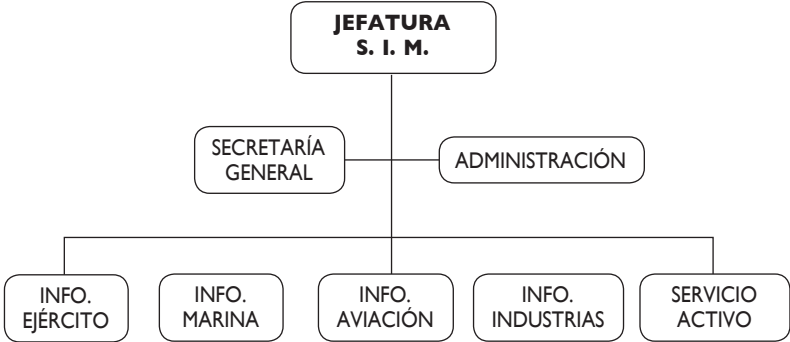 JEFATURA
S. I. M.
SECRETARÍA
GENERAL
ADMINISTRACIÓN
INFO.
EJÉRCITO
INFO.
MARINA
INFO.
AVIACIÓN
INFO.
INDUSTRIAS
SERVICIO
ACTIVO